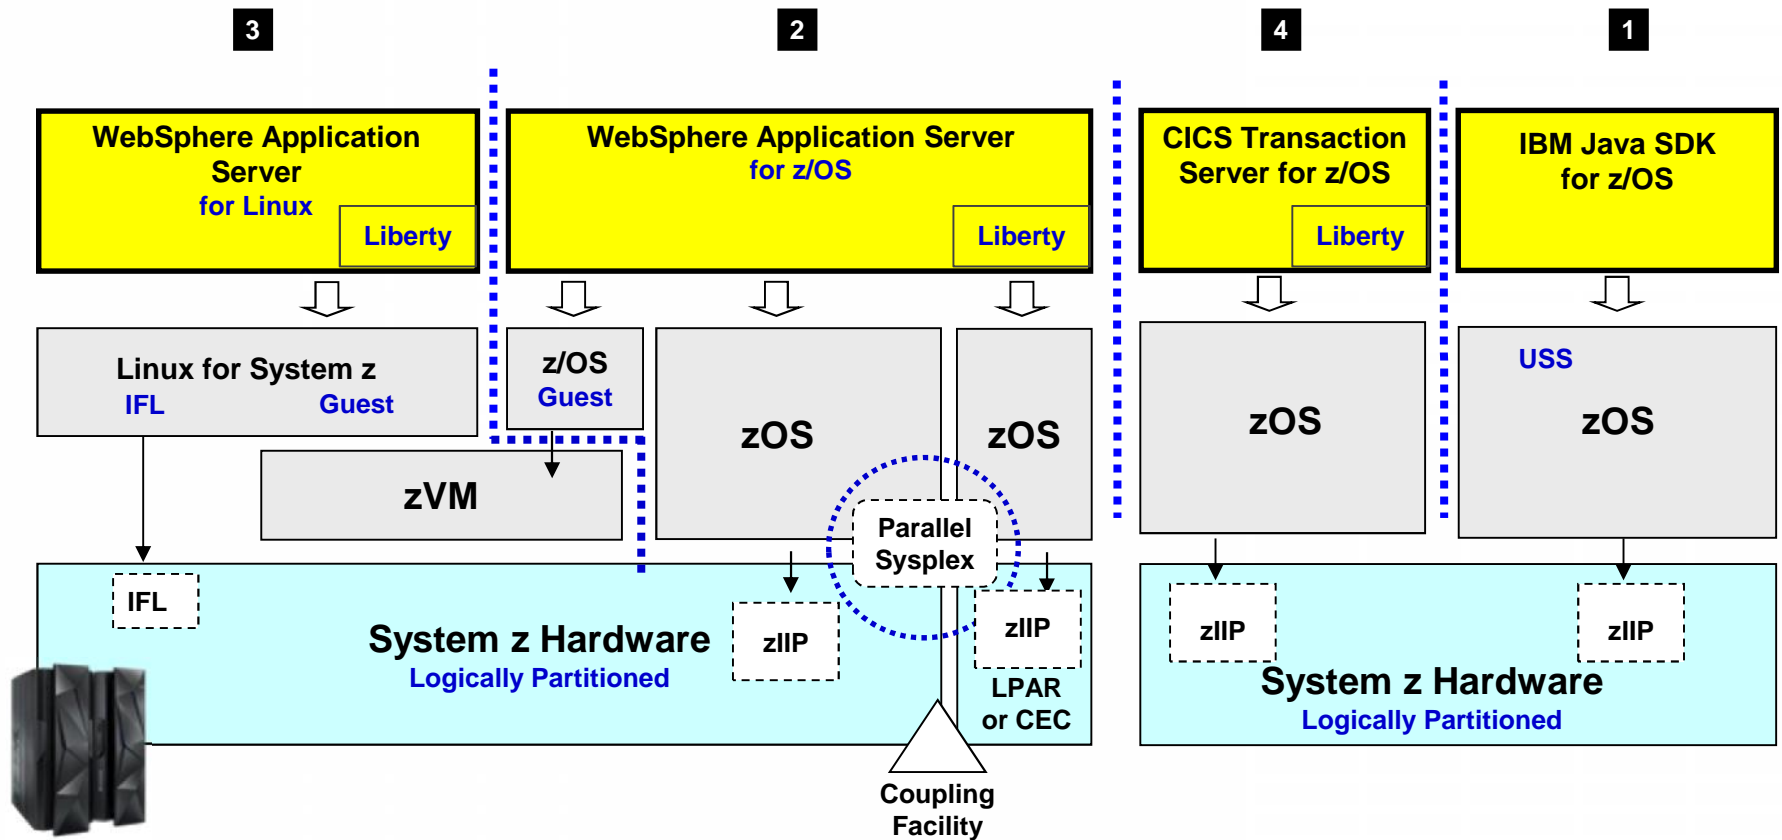 3
2
4
1
WebSphere Application
Server
for Linux
Liberty
WebSphere Application Server
for z/OS
Liberty
CICS Transaction
Server for z/OS
Liberty
IBM Java SDK
for z/OS
Linux for System z
IFL Guest
z/OS
Guest
zOS
zOS
zOS
USS
zOS
zVM
Parallel
Sysplex
IFL
System z Hardware
Logically Partitioned
zIIP
zIIP
LPAR
or CEC
zIIP
zIIP
System z Hardware
Logically Partitioned
Coupling
Facility